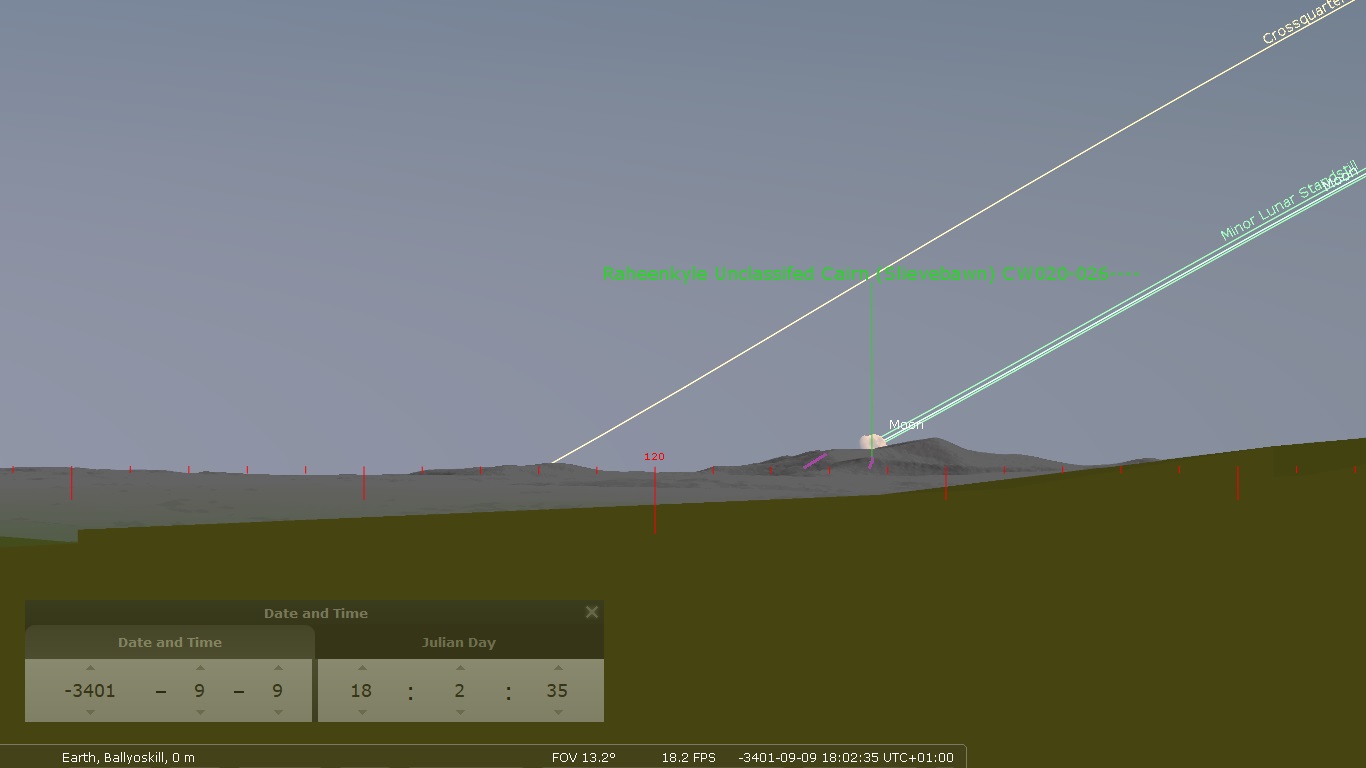 Crossquarter
Minor Lunar Standstill
Moon
Raheenkyle Unclassified Cairn (Slievebawn) CW020-025----
Moon
120
Date and Time
Date and Time
Julian Day
-3401 – 9 – 9
18 : 2 : 35
Earth, Ballyoskill, 0 m
FOV 13.2°
18.2 FPS
-3401-09-09 18:02:35 UTC+01:00